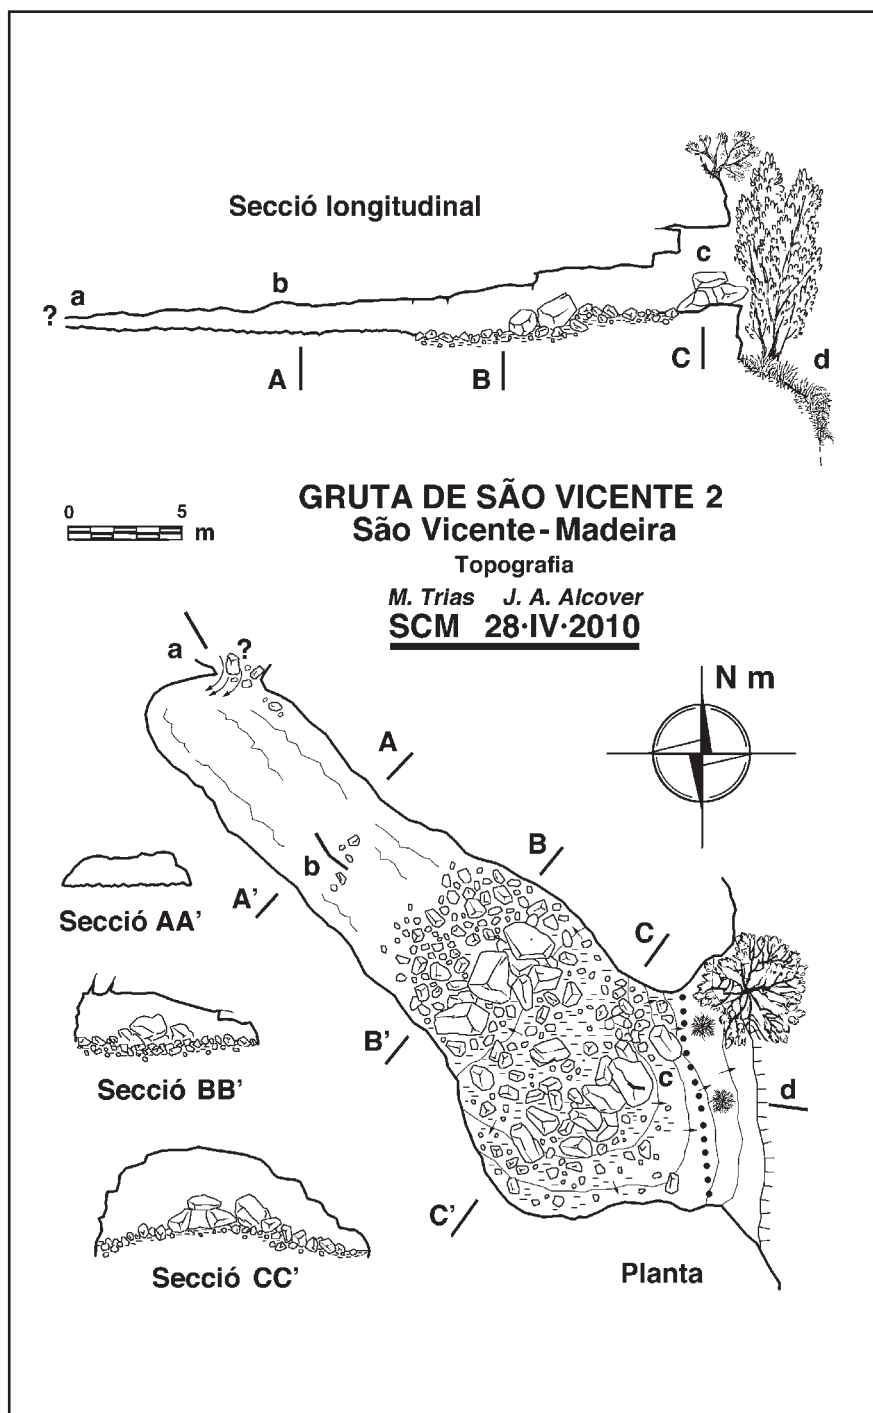 Secció longitudinal
c
b
a
?
d
A
B
C
0 5
m
GRUTA DE SÃO VICENTE 2
São Vicente-Madeira
Topografia
M. Trias J. A. Alcover
SCM 28·IV·2010
a ?
N m
A
B
b
A'
Secció AA'
C
B'
Secció BB'
c
d
C'
Secció CC'
Planta